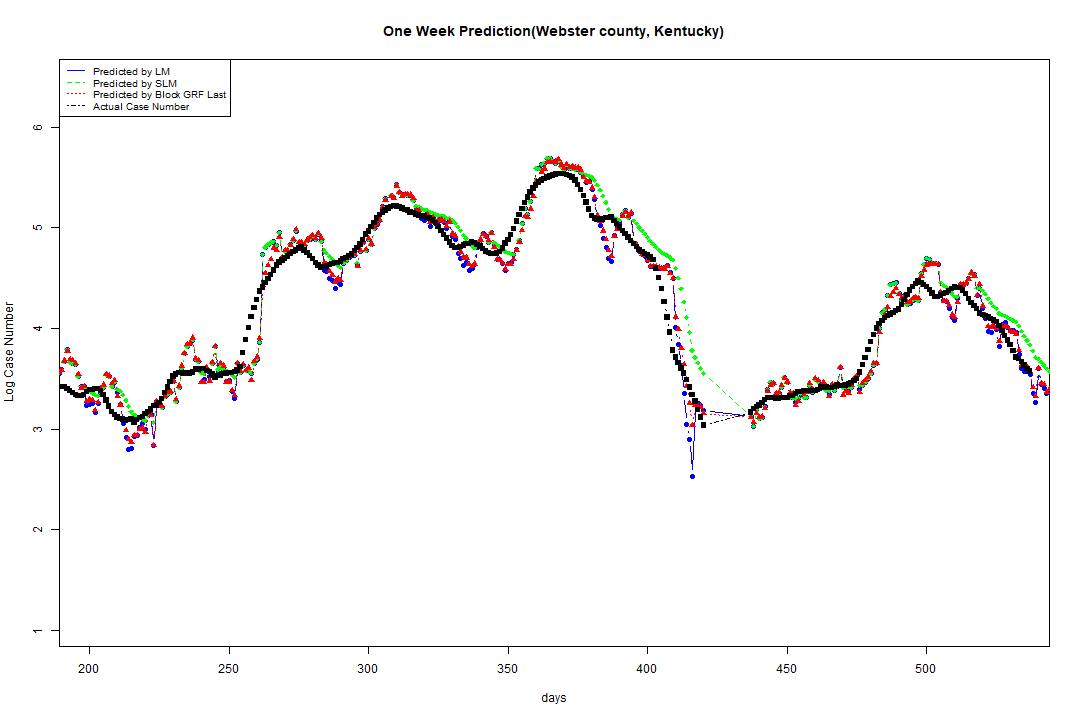 One Week Prediction(Webster county, Kentucky)
Predicted by LM
Predicted by SLM
Predicted by Block GRF Last
Actual Case Number
Log Case Number
6
5
4
3
2
1
200 250 300 350 400 450 500
days